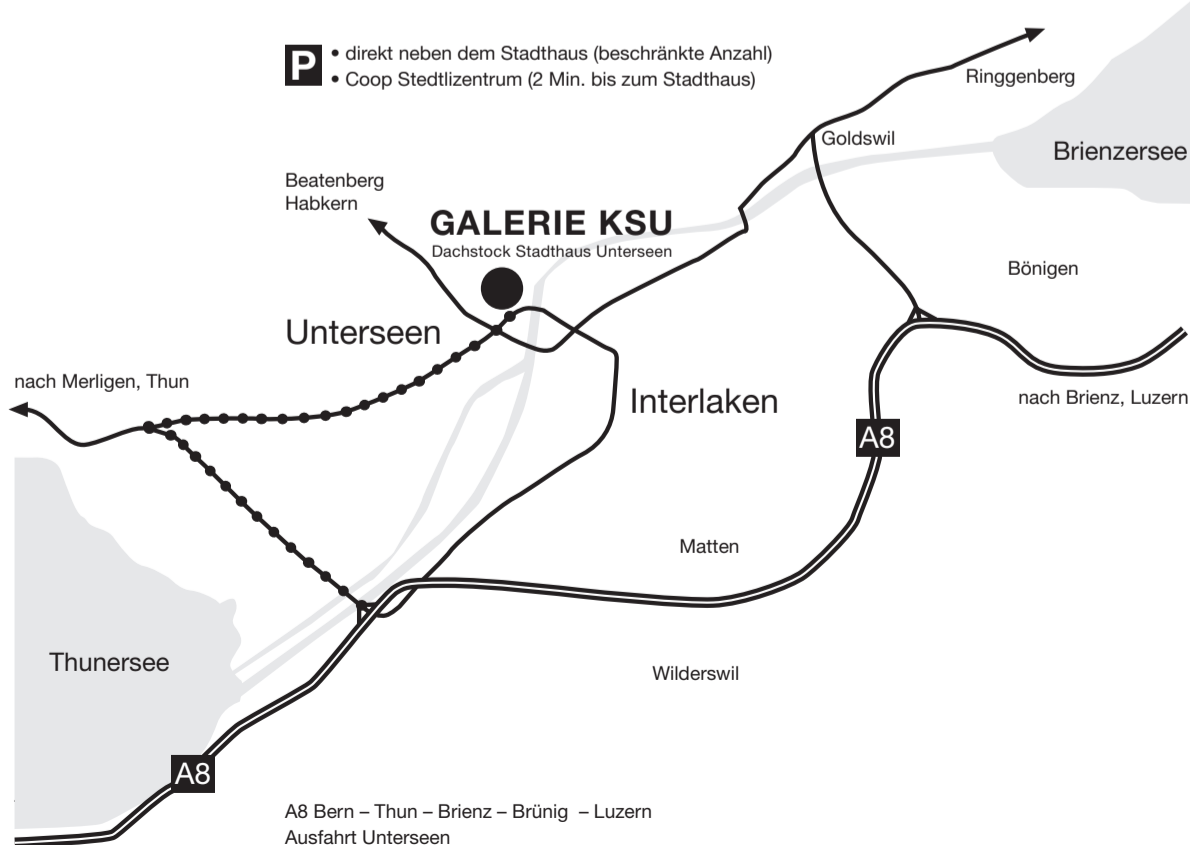 P
• direkt neben dem Stadthaus (beschränkte Anzahl)
• Coop Stedtlizentrum (2 Min. bis zum Stadthaus)
Ringgenberg
Goldswil
Brienzersee
Beatenberg
Habkern
GALERIE KSU
Dachstock Stadthaus Unterseen
Bönigen
Unterseen
nach Merligen, Thun
Interlaken
nach Brienz, Luzern
A8
Matten
Thunersee
Wilderswil
A8
A8 Bern – Thun – Brienz – Brünig – Luzern
Ausfahrt Unterseen